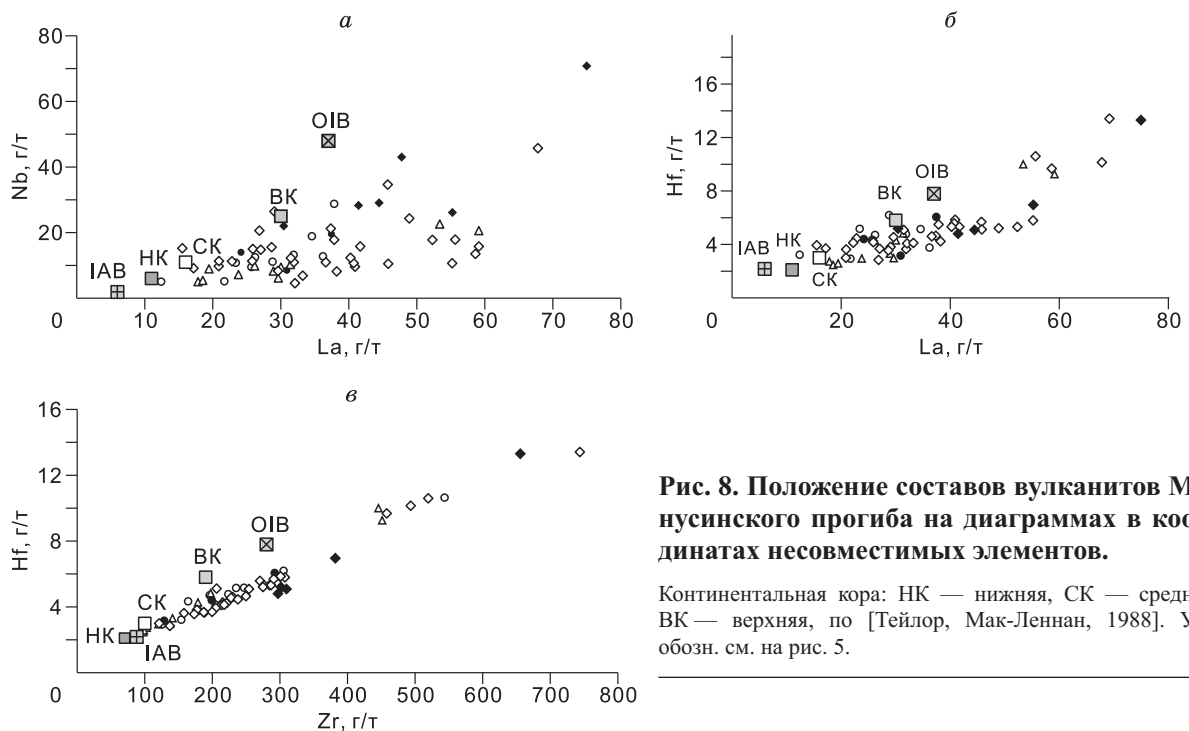 а
80
60
40
20
Nb, г/т
IAB
НК
СК
ВК
OIB
0
10
20
30
40
50
60
70
80
La, г/т
б
16
12
8
4
Hf, г/т
IAB
НК
СК
ВК
OIB
0
20
40
60
80
La, г/т
в
16
12
8
4
Hf, г/т
НК
СК
IAB
ВК
OIB
0
100
200
300
400
500
600
700
800
Zr, г/т
Рис. 8. Положение составов вулканитов М
нусинского прогиба на диаграммах в коо
динатах несовместимых элементов.
Континентальная кора: НК — нижняя, СК — средн
ВК — верхняя, по [Тейлор, Мак-Леннан, 1988]. У
обозн. см. на рис. 5.